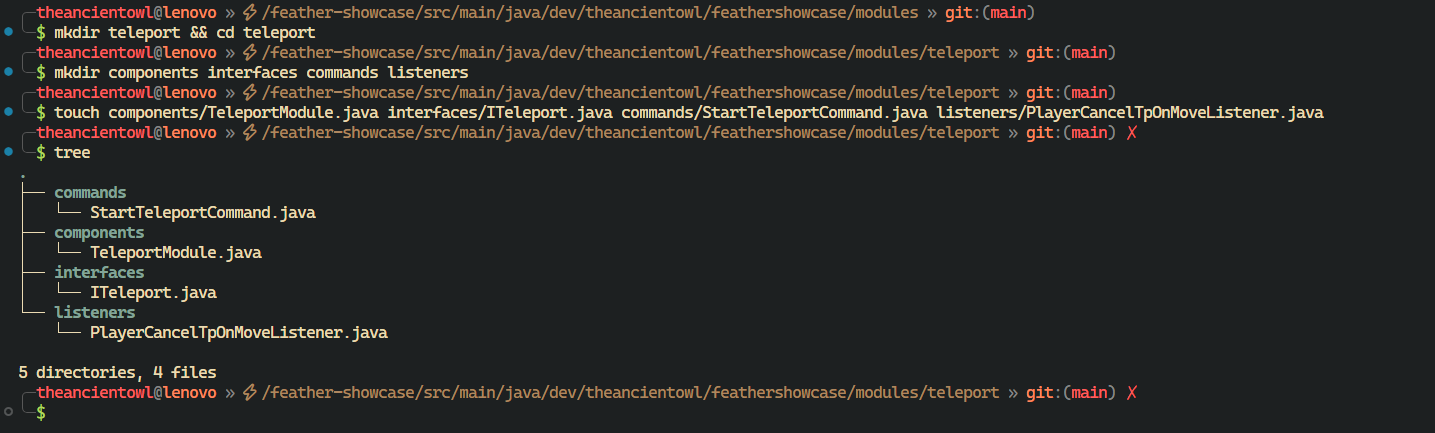 theancientowl@lenovo » ⚡/feather-showcase/src/main/java/dev/theancientowl/feathershowcase/modules » git:(main)
$ mkdir teleport && cd teleport
theancientowl@lenovo » ⚡/feather-showcase/src/main/java/dev/theancientowl/feathershowcase/modules/teleport » git:(main)
$ mkdir components interfaces commands listeners
theancientowl@lenovo » ⚡/feather-showcase/src/main/java/dev/theancientowl/feathershowcase/modules/teleport » git:(main)
$ touch components/TeleportModule.java interfaces/ITeleport.java commands/StartTeleportCommand.java listeners/PlayerCancelTpOnMoveListener.java
theancientowl@lenovo » ⚡/feather-showcase/src/main/java/dev/theancientowl/feathershowcase/modules/teleport » git:(main) ✗
$ tree
.
├── commands
│   └── StartTeleportCommand.java
├── components
│   └── TeleportModule.java
├── interfaces
│   └── ITeleport.java
└── listeners
    └── PlayerCancelTpOnMoveListener.java
5 directories, 4 files
theancientowl@lenovo » ⚡/feather-showcase/src/main/java/dev/theancientowl/feathershowcase/modules/teleport » git:(main) ✗
$